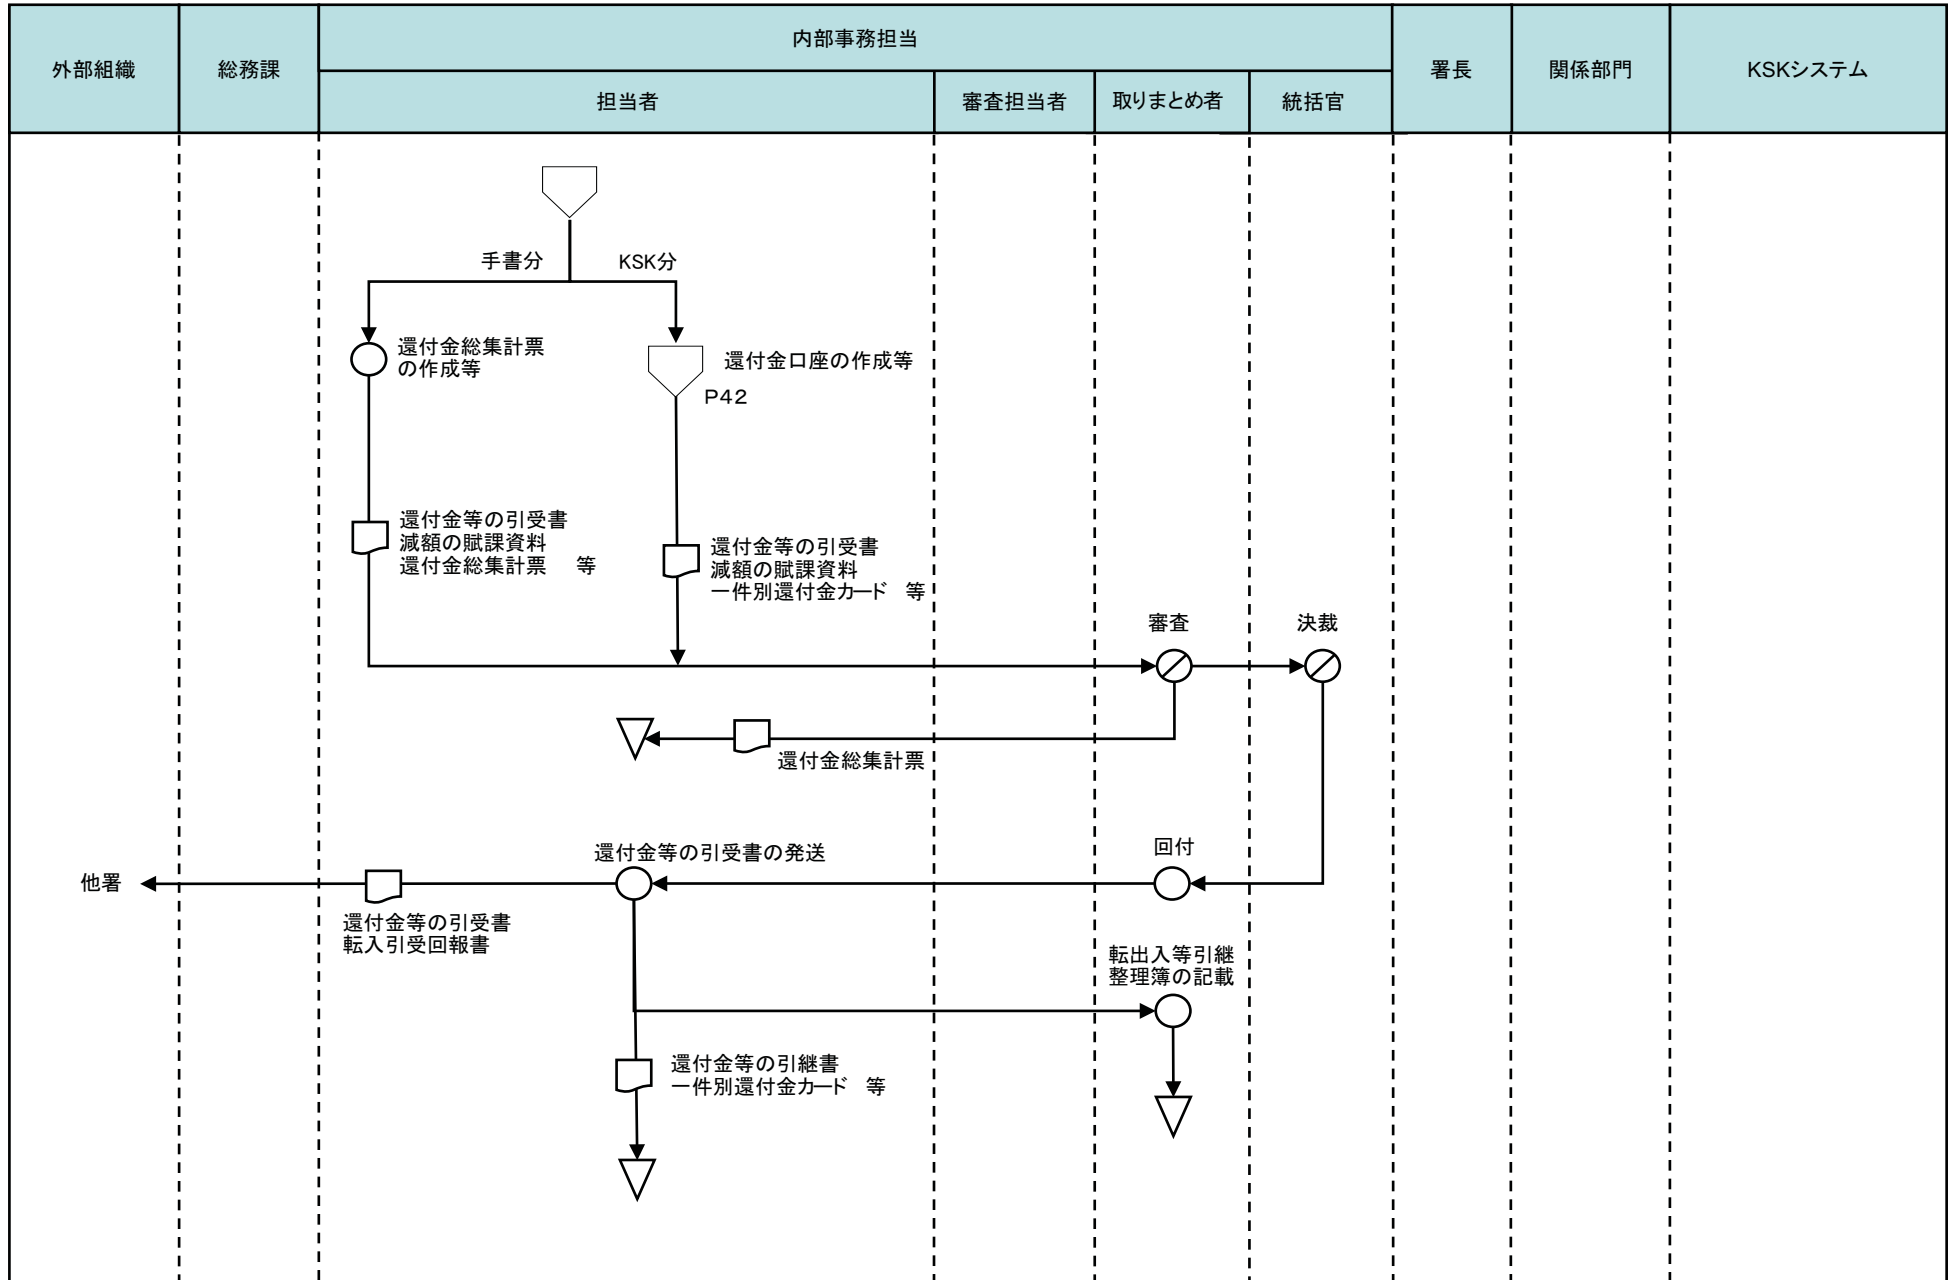 外部組織
総務課
内部事務担当
担当者
審査担当者
取りまとめ者
統括官
署長
関係部門
KSKシステム
手書分
KSK分
還付金総集計票
の作成等
還付金口座の作成等
P42
還付金等の引受書
減額の賦課資料
還付金総集計票 等
還付金等の引受書
減額の賦課資料
一件別還付金カード 等
審査
決裁
還付金総集計票
還付金等の引受書の発送
回付
他署
還付金等の引受書
転入引受回報書
転出入等引継
整理簿の記載
還付金等の引継書
一件別還付金カード 等